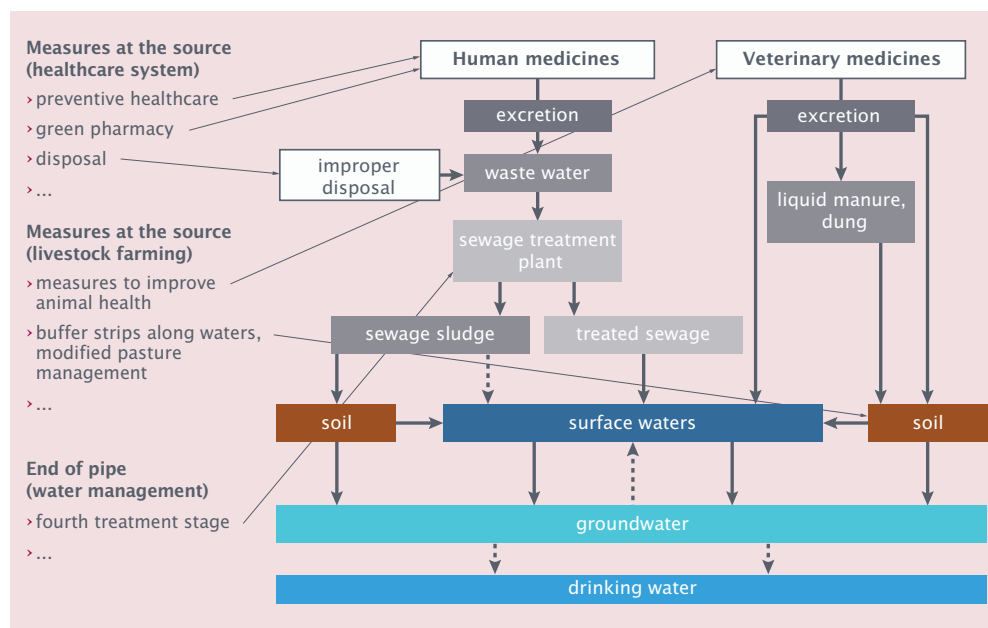 Measures at the source
(healthcare system)
› preventive healthcare
› green pharmacy
› disposal
› ...
Measures at the source
(livestock farming)
› measures to improve
animal health
› buffer strips along waters,
modified pasture
management
› ...
End of pipe
(water management)
› fourth treatment stage
› ...
Human medicines
Veterinary medicines
excretion
excretion
improper
disposal
waste water
liquid manure,
dung
sewage treatment
plant
sewage sludge
treated sewage
soil
surface waters
soil
groundwater
drinking water